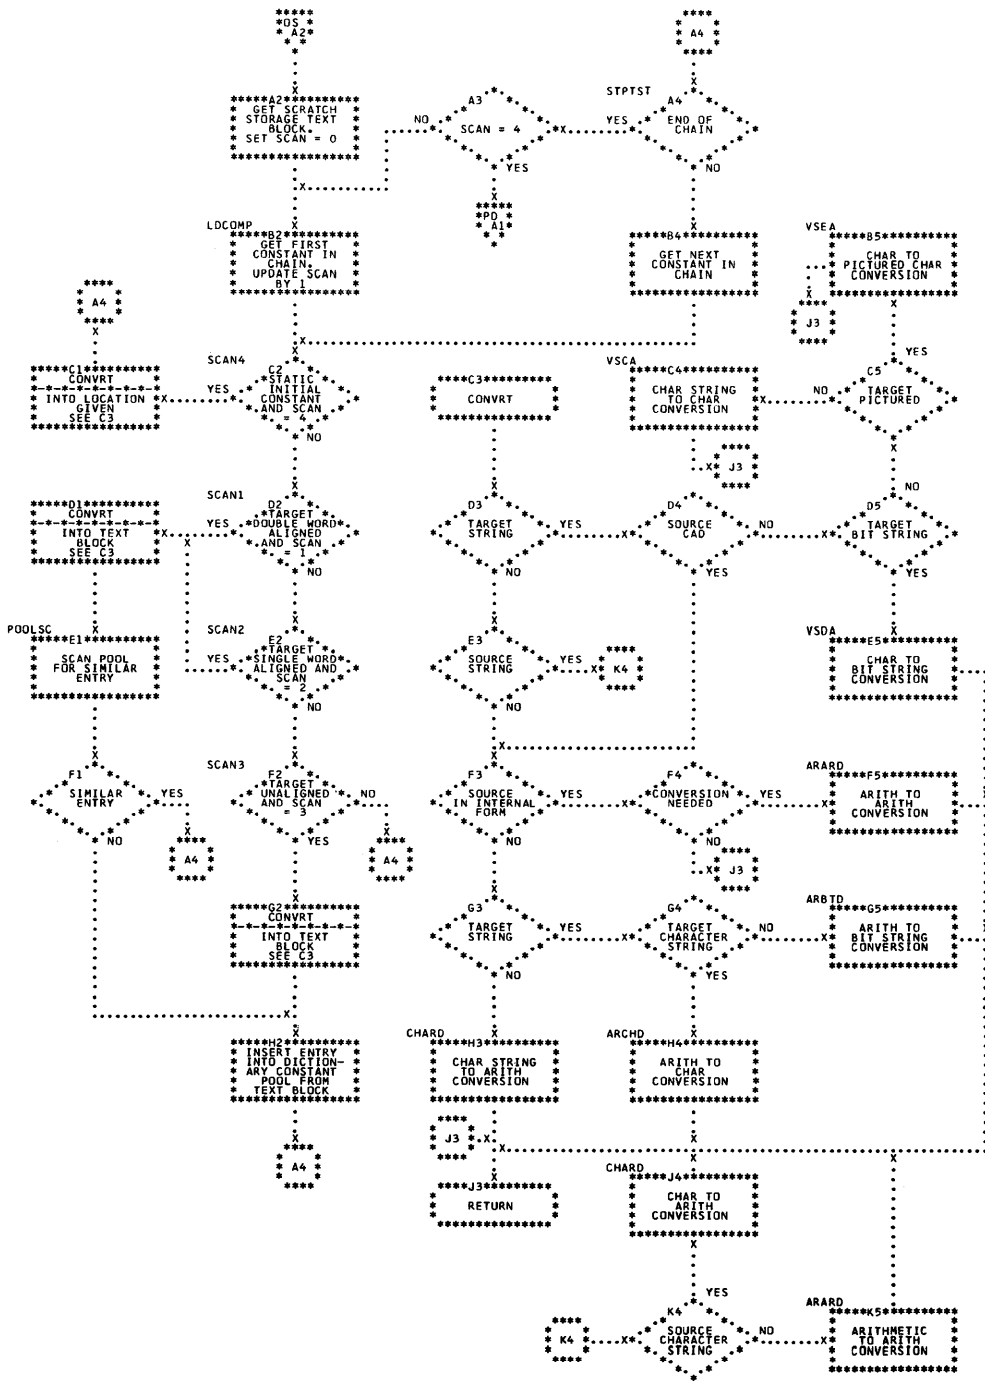 OS
A2
A4
STPTST
A2
GET SCRATCH
STORAGE TEXT
BLOCK.
SET SCAN = 0
A3
NO
SCAN = 4
YES
A4
YES
END OF
CHAIN
NO
PD
A1
LDCOMP
B2
GET FIRST
CONSTANT IN
CHAIN.
UPDATE SCAN
BY 1
B4
GET NEXT
CONSTANT IN
CHAIN
VSEA
B5
CHAR TO
PICTURED CHAR
CONVERSION
J3
A4
C1
CONVRT
INTO LOCATION
GIVEN
SEE C3
SCAN4
C2
YES
STATIC
INITIAL
CONSTANT
AND SCAN
= 4
NO
C3
CONVRT
VSCA
C4
CHAR STRING
TO CHAR
CONVERSION
J3
YES
C5
NO
TARGET
PICTURED
NO
D1
CONVRT
INTO TEXT
BLOCK
SEE C3
SCAN1
D2
YES
TARGET
DOUBLE WORD
ALIGNED
AND SCAN
= 1
NO
D3
TARGET
STRING
YES
NO
D4
SOURCE
CAD
NO
YES
D5
TARGET
BIT STRING
YES
POOLSC
E1
SCAN POOL
FOR SIMILAR
ENTRY
SCAN2
E2
YES
TARGET
SINGLE WORD
ALIGNED AND
SCAN
= 2
NO
E3
SOURCE
STRING
YES
K4
NO
VSDA
E5
CHAR TO
BIT STRING
CONVERSION
F1
SIMILAR
ENTRY
YES
NO
A4
SCAN3
F2
TARGET
UNALIGNED
AND SCAN
= 3
NO
YES
A4
F3
SOURCE
IN INTERNAL
FORM
YES
NO
F4
CONVERSION
NEEDED
YES
NO
J3
ARARD
F5
ARITH TO
ARITH
CONVERSION
G2
CONVRT
INTO TEXT
BLOCK
SEE C3
G3
TARGET
STRING
YES
NO
G4
TARGET
CHARACTER
STRING
NO
YES
ARBTD
G5
ARITH TO
BIT STRING
CONVERSION
H2
INSERT ENTRY
INTO DICTION-
ARY CONSTANT
POOL FROM
TEXT BLOCK
A4
CHARD
H3
CHAR STRING
TO ARITH
CONVERSION
ARCHD
H4
ARITH TO
CHAR
CONVERSION
J3
J3
RETURN
CHARD
J4
CHAR TO
ARITH
CONVERSION
YES
K4
K4
SOURCE
CHARACTER
STRING
NO
ARARD
K5
ARITHMETIC
TO ARITH
CONVERSION